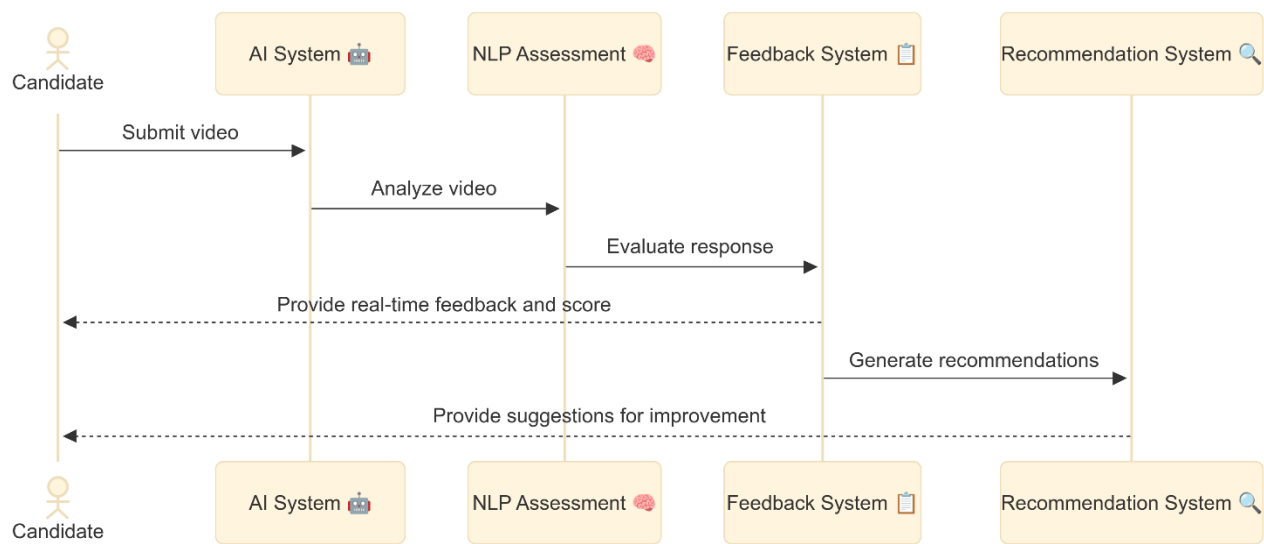 Candidate
AI System 🤖
NLP Assessment 🧠
Feedback System 📋
Recommendation System 🔍
Submit video
Analyze video
Evaluate response
Provide real-time feedback and score
Generate recommendations
Provide suggestions for improvement
Candidate
AI System 🤖
NLP Assessment 🧠
Feedback System 📋
Recommendation System 🔍